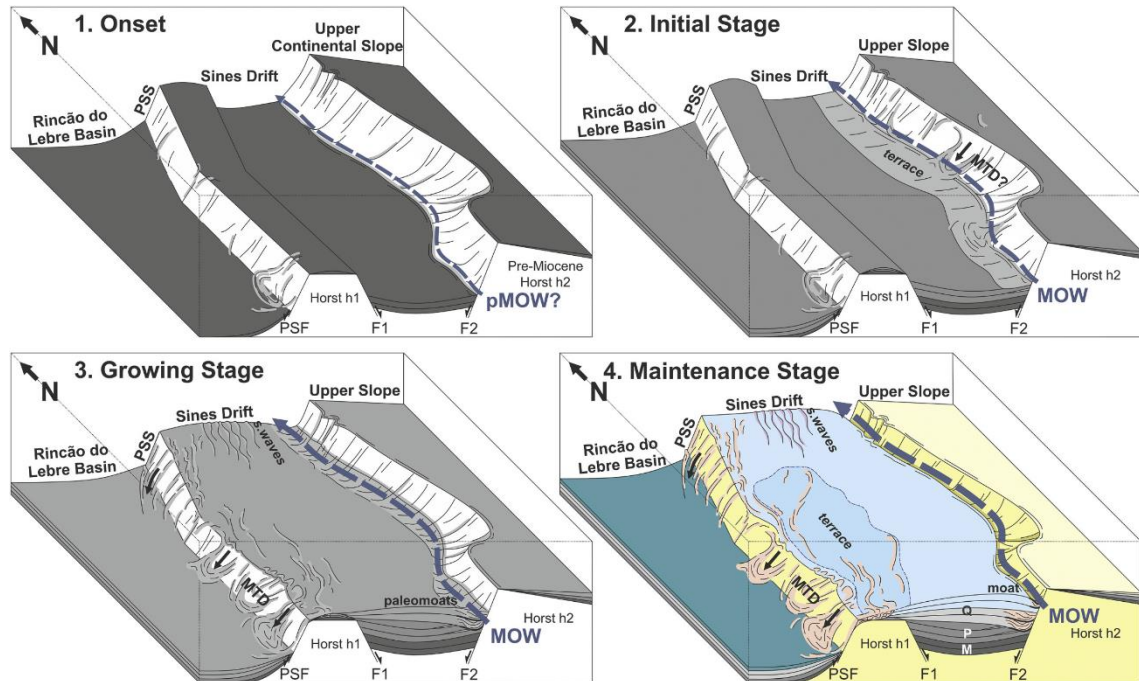 1. Onset
N
Upper
Continental Slope
Sines Drift
PSS
Rincão do
Lebre Basin
Pre-Miocene
Horst h2
pMOW?
Horst h1
PSF
F1
F2
2. Initial Stage
N
Upper Slope
Sines Drift
PSS
Rincão do
Lebre Basin
terrace
MTD?
Horst h2
MOW
Horst h1
PSF
F1
F2
3. Growing Stage
N
Upper Slope
Sines Drift
s.waves
PSS
Rincão do
Lebre Basin
MTD
paleomoats
Horst h2
MOW
Horst h1
PSF
F1
F2
4. Maintenance Stage
N
Upper Slope
Sines Drift
s.waves
PSS
Rincão do
Lebre Basin
terrace
MTD
moat
Q
P
M
MOW
Horst h2
Horst h1
PSF
F1
F2